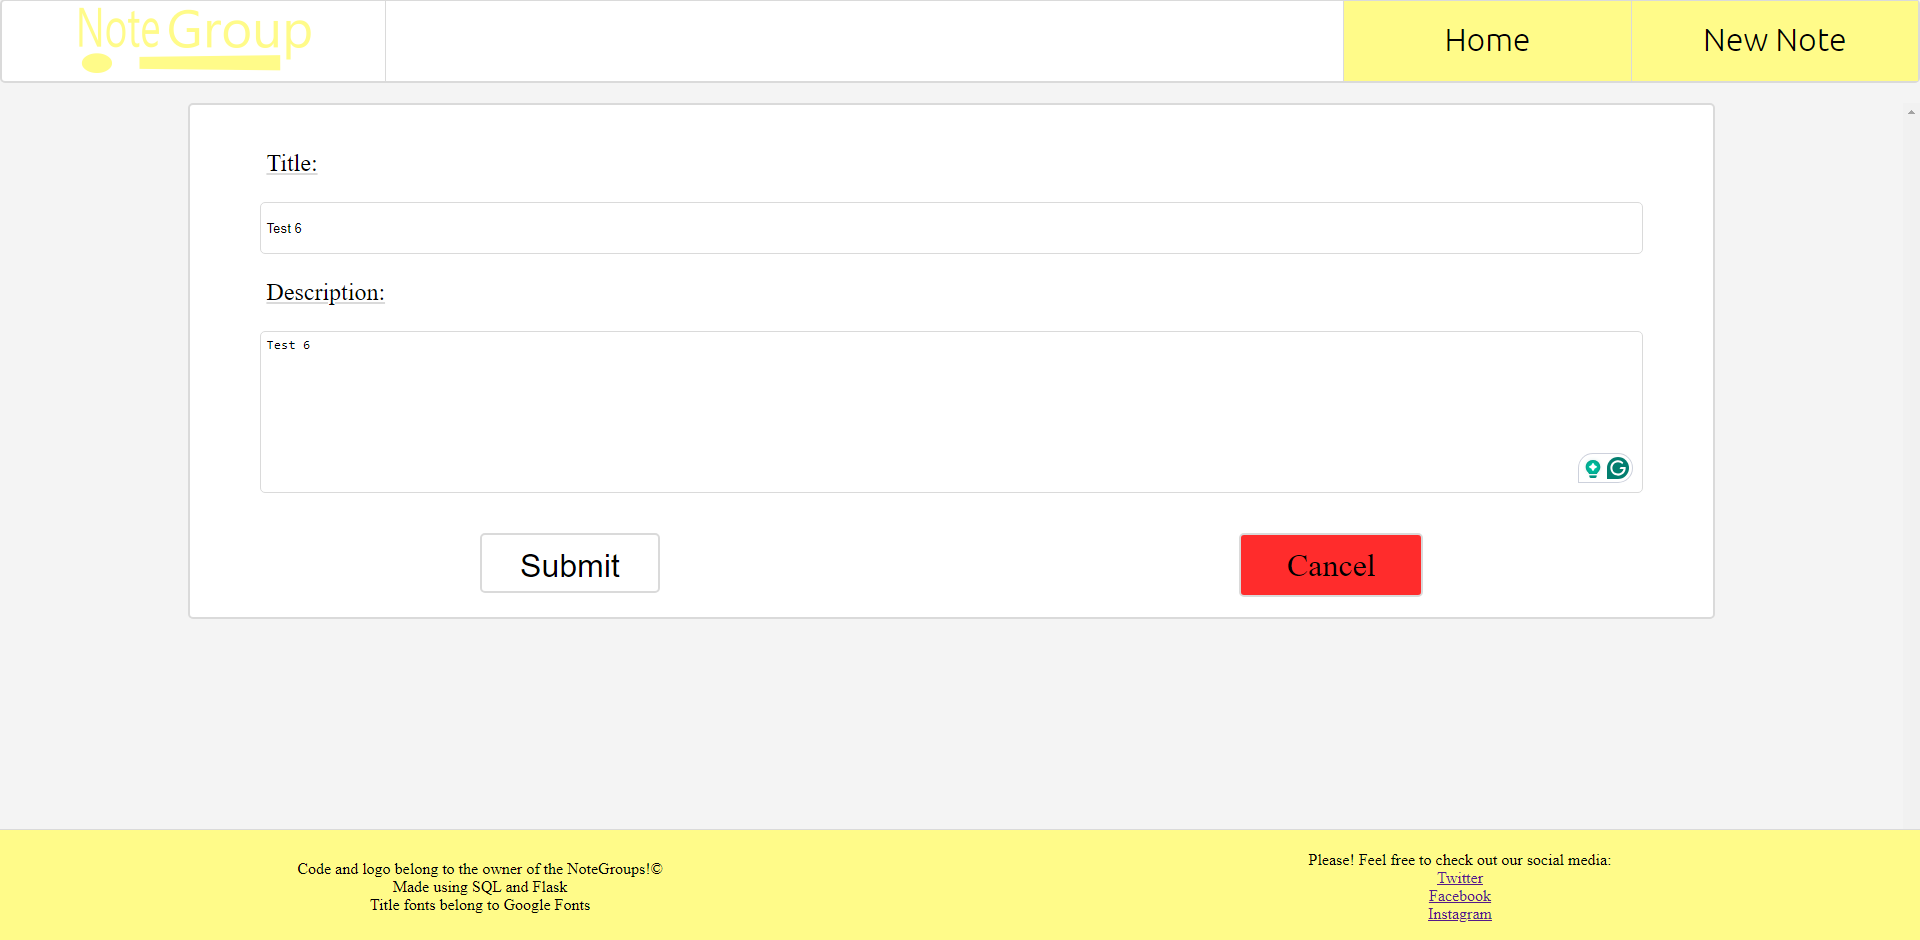 Note Group
Home
New Note
Title:
Test 6
Description:
Test 6
G
Submit
Cancel
Code and logo belong to the owner of the NoteGroups!©
Made using SQL and Flask
Title fonts belong to Google Fonts
Please! Feel free to check out our social media:
Twitter
Facebook
Instagram